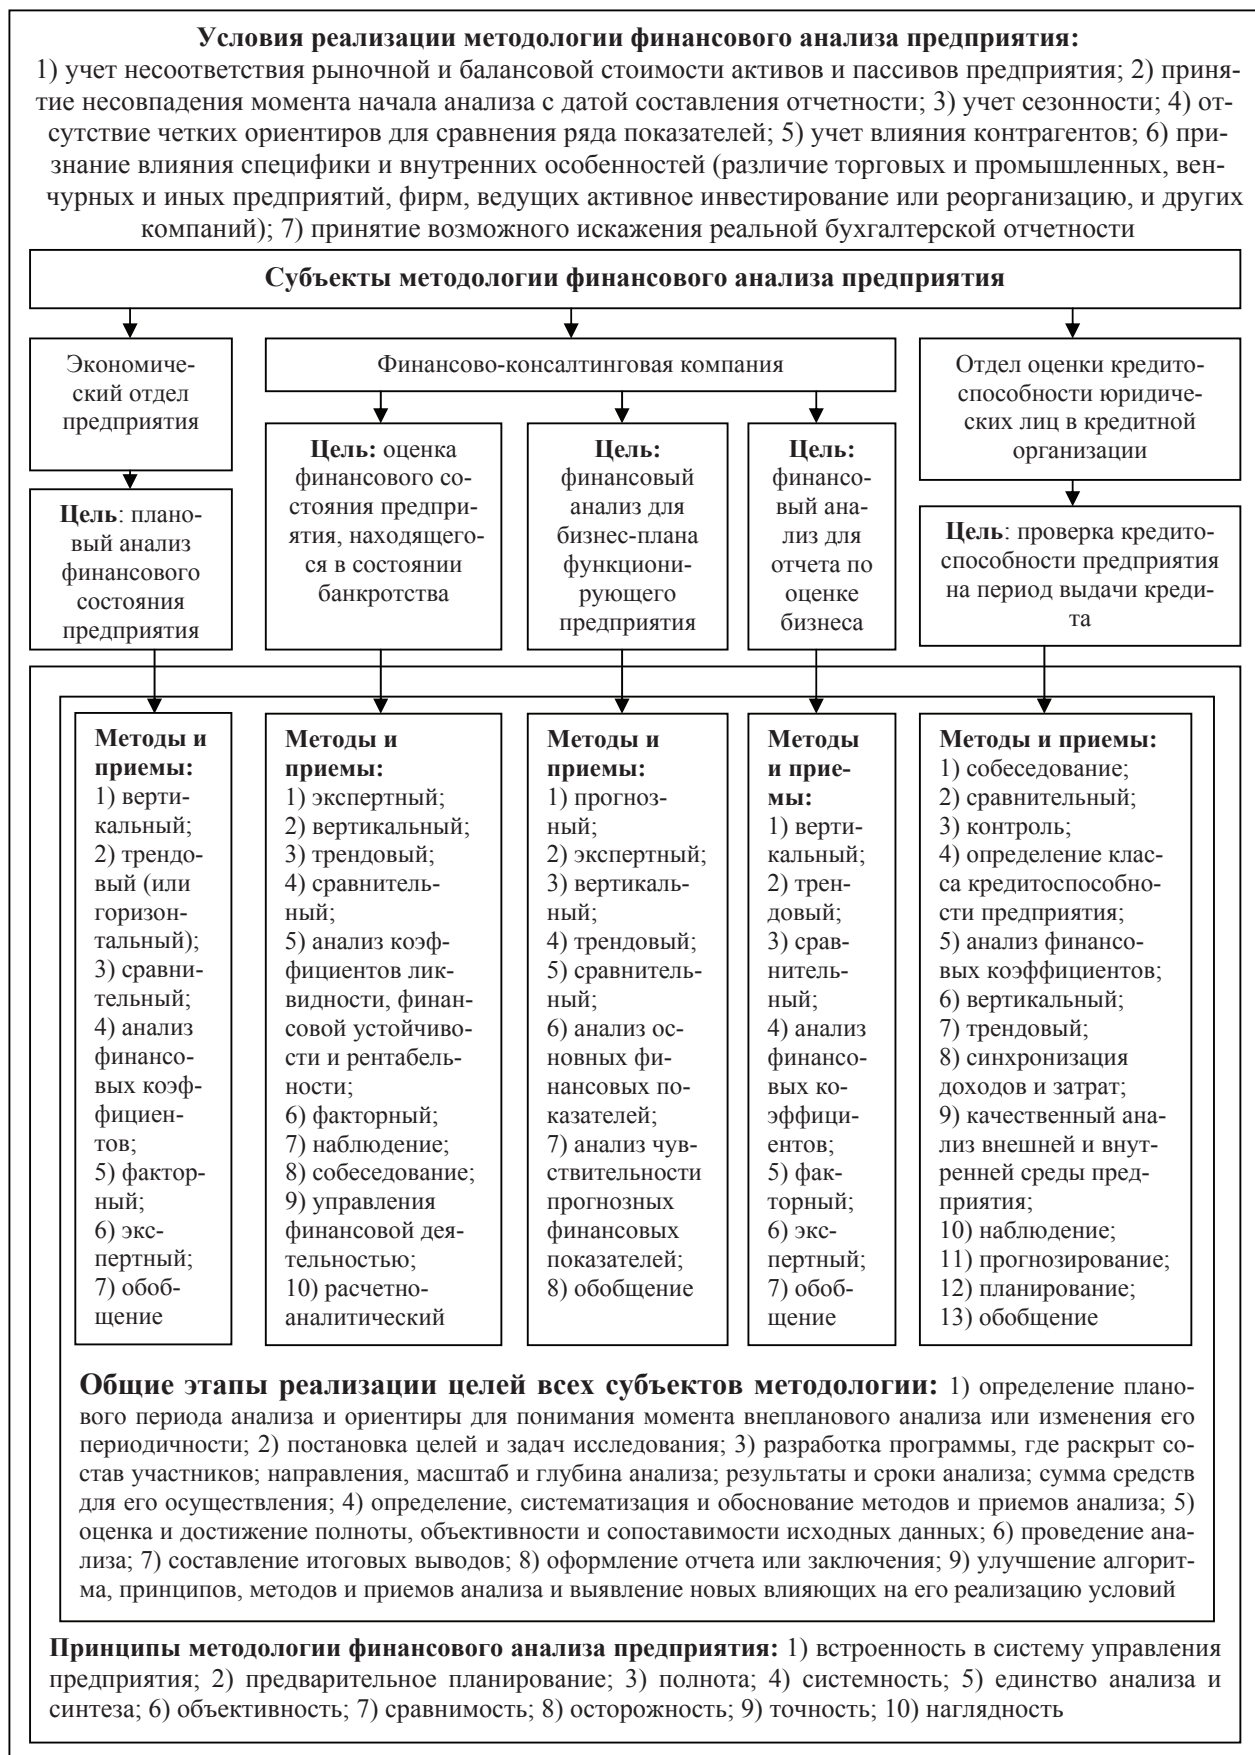 Условия реализации методологии финансового анализа предприятия:
1) учет несоответствия рыночной и балансовой стоимости активов и пассивов предприятия; 2) приня-
тие несовпадения момента начала анализа с датой составления отчетности; 3) учет сезонности; 4) от-
сутствие четких ориентиров для сравнения ряда показателей; 5) учет влияния контрагентов; 6) при-
знание влияния специфики и внутренних особенностей (различие торговых и промышленных, вен-
чурных и иных предприятий, фирм, ведущих активное инвестирование или реорганизацию, и других
компаний); 7) принятие возможного искажения реальной бухгалтерской отчетности
Субъекты методологии финансового анализа предприятия
Экономиче-
ский отдел
предприятия
Финансово-консалтинговая компания
Отдел оценки кредито-
способности юридиче-
ских лиц в кредитной
организации
Цель: плано-
вый анализ
финансового
состояния
предприятия
Цель: оценка
финансового со-
стояния предпри-
ятия, находящего-
ся в состоянии
банкротства
Цель:
финансовый
анализ для
бизнес-плана
функциони-
рующего
предприятия
Цель:
финансо-
вый ана-
лиз для
отчета по
оценке
бизнеса
Цель: проверка кредито-
способности предприятия
на период выдачи креди-
та
Методы и
приемы:
1) верти-
кальный;
2) трендо-
вый (или
горизон-
тальный);
3) сравни-
тельный;
4) анализ
финансо-
вых коэф-
фициен-
тов;
5) фактор-
ный;
6) экс-
пертный;
7) обоб-
щение
Методы и
приемы:
1) экспертный;
2) вертикальный;
3) трендовый;
4) сравнитель-
ный;
5) анализ коэф-
фициентов лик-
видности, финан-
совой устойчиво-
сти и рентабель-
ности;
6) факторный;
7) наблюдение;
8) собеседование;
9) управления
финансовой дея-
тельностью;
10) расчетно-
аналитический
Методы и
приемы:
1) прогноз-
ный;
2) экспертный;
3) вертикаль-
ный;
4) трендовый;
5) сравнитель-
ный;
6) анализ ос-
новных фи-
нансовых по-
казателей;
7) анализ чув-
ствительности
прогнозных
финансовых
показателей;
8) обобщение
Методы
и прие-
мы:
1) верти-
кальный;
2) трен-
довый;
3) срав-
нитель-
ный;
4) анализ
финансо-
вых ко-
эффици-
ентов;
5) фак-
торный;
6) экс-
пертный;
7) обоб-
щение
Методы и приемы:
1) собеседование;
2) сравнительный;
3) контроль;
4) определение клас-
са кредитоспособно-
сти предприятия;
5) анализ финансо-
вых коэффициентов;
6) вертикальный;
7) трендовый;
8) синхронизация
доходов и затрат;
9) качественный ана-
лиз внешней и внут-
ренней среды пред-
приятия;
10) наблюдение;
11) прогнозирование;
12) планирование;
13) обобщение
Общие этапы реализации целей всех субъектов методологии: 1) определение плано-
вого периода анализа и ориентиры для понимания момента внепланового анализа или изменения его
периодичности; 2) постановка целей и задач исследования; 3) разработка программы, где раскрыт со-
став участников; направления, масштаб и глубина анализа; результаты и сроки анализа; сумма средств
для его осуществления; 4) определение, систематизация и обоснование методов и приемов анализа; 5)
оценка и достижение полноты, объективности и сопоставимости исходных данных; 6) проведение ана-
лиза; 7) составление итоговых выводов; 8) оформление отчета или заключения; 9) улучшение алгорит-
ма, принципов, методов и приемов анализа и выявление новых влияющих на его реализацию условий
Принципы методологии финансового анализа предприятия: 1) встроенность в систему управления
предприятия; 2) предварительное планирование; 3) полнота; 4) системность; 5) единство анализа и
синтеза; 6) объективность; 7) сравнимость; 8) осторожность; 9) точность; 10) наглядность